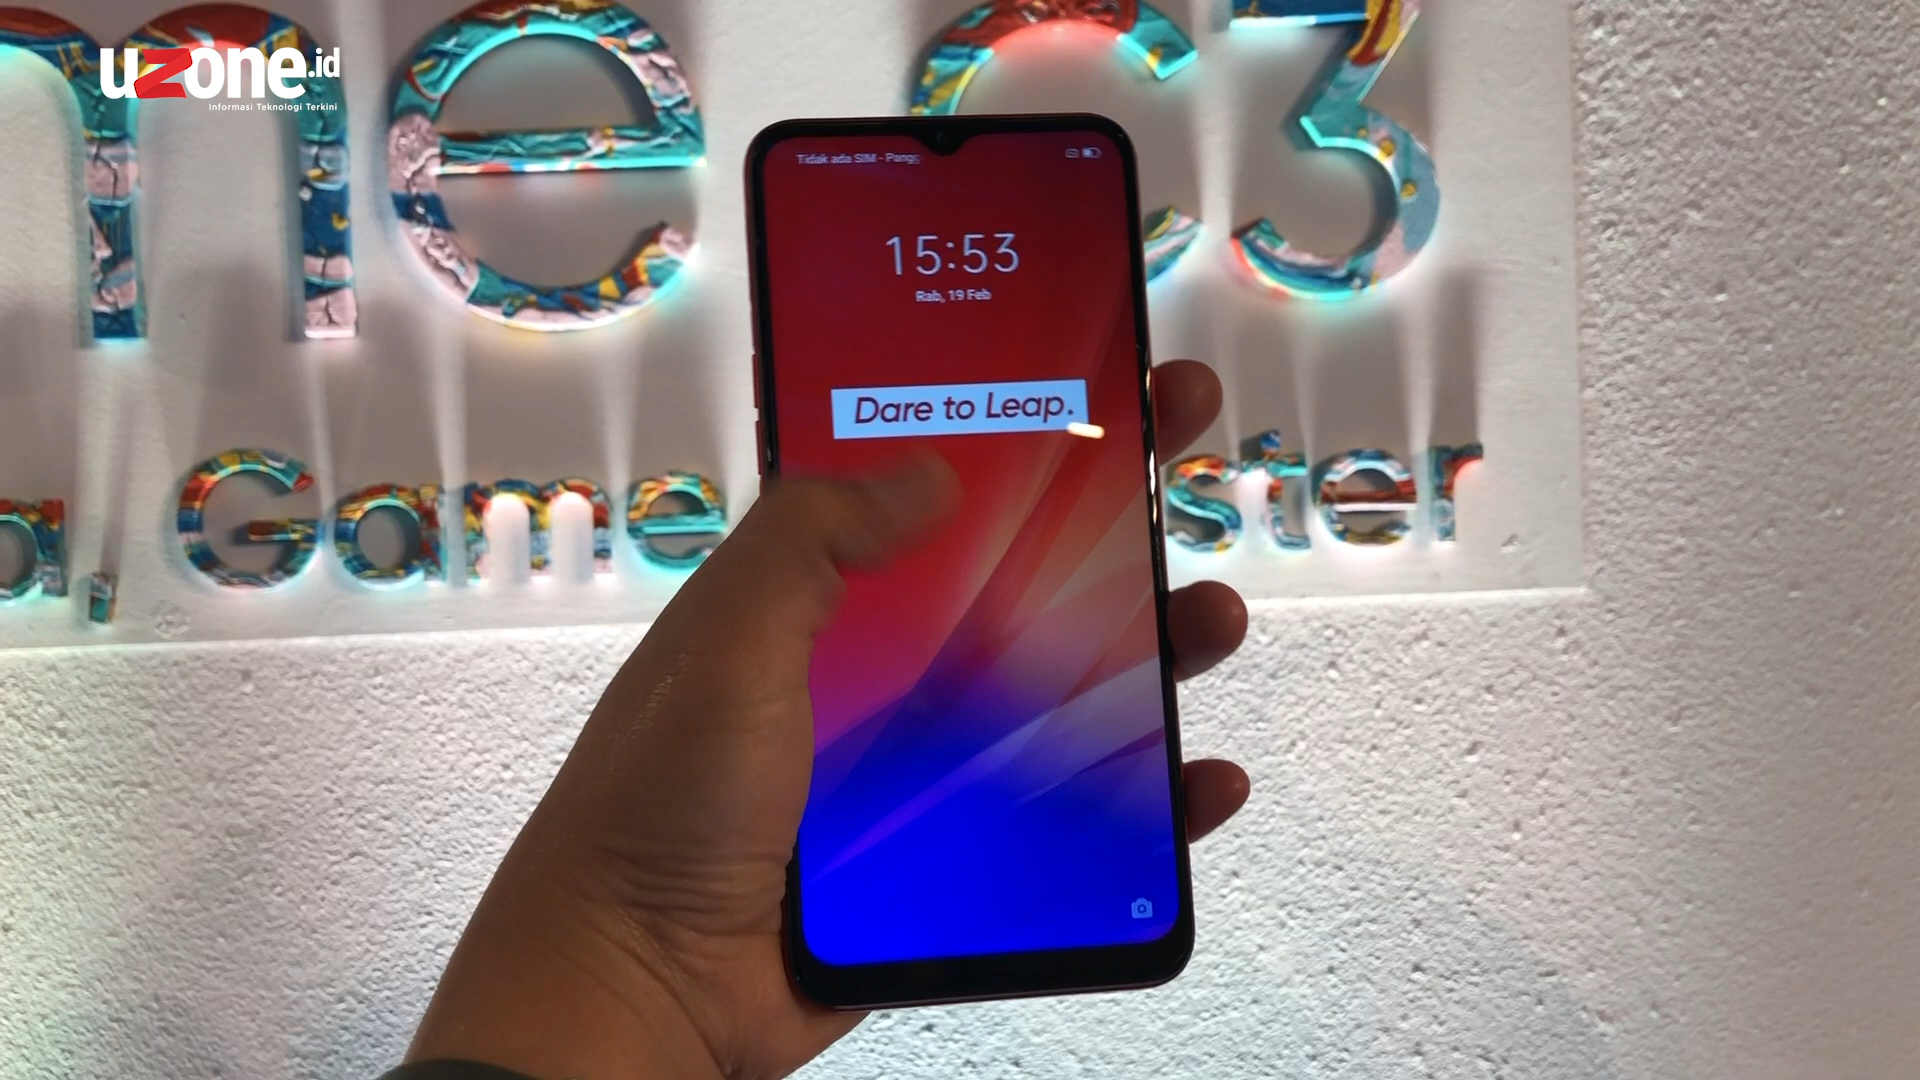 uzone.id
Informasi Teknologi Terkini
me C3
a, Game ster
Tidak ada SIM - Pangg
15:53
Rab, 19 Feb
Dare to Leap.